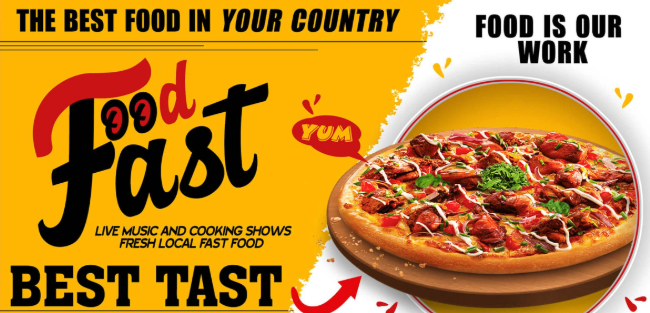 THE BEST FOOD IN YOUR COUNTRY
FOOD IS OUR
WORK
Food
Fast
YUM
LIVE MUSIC AND COOKING SHOWS
FRESH LOCAL FAST FOOD
BEST TAST